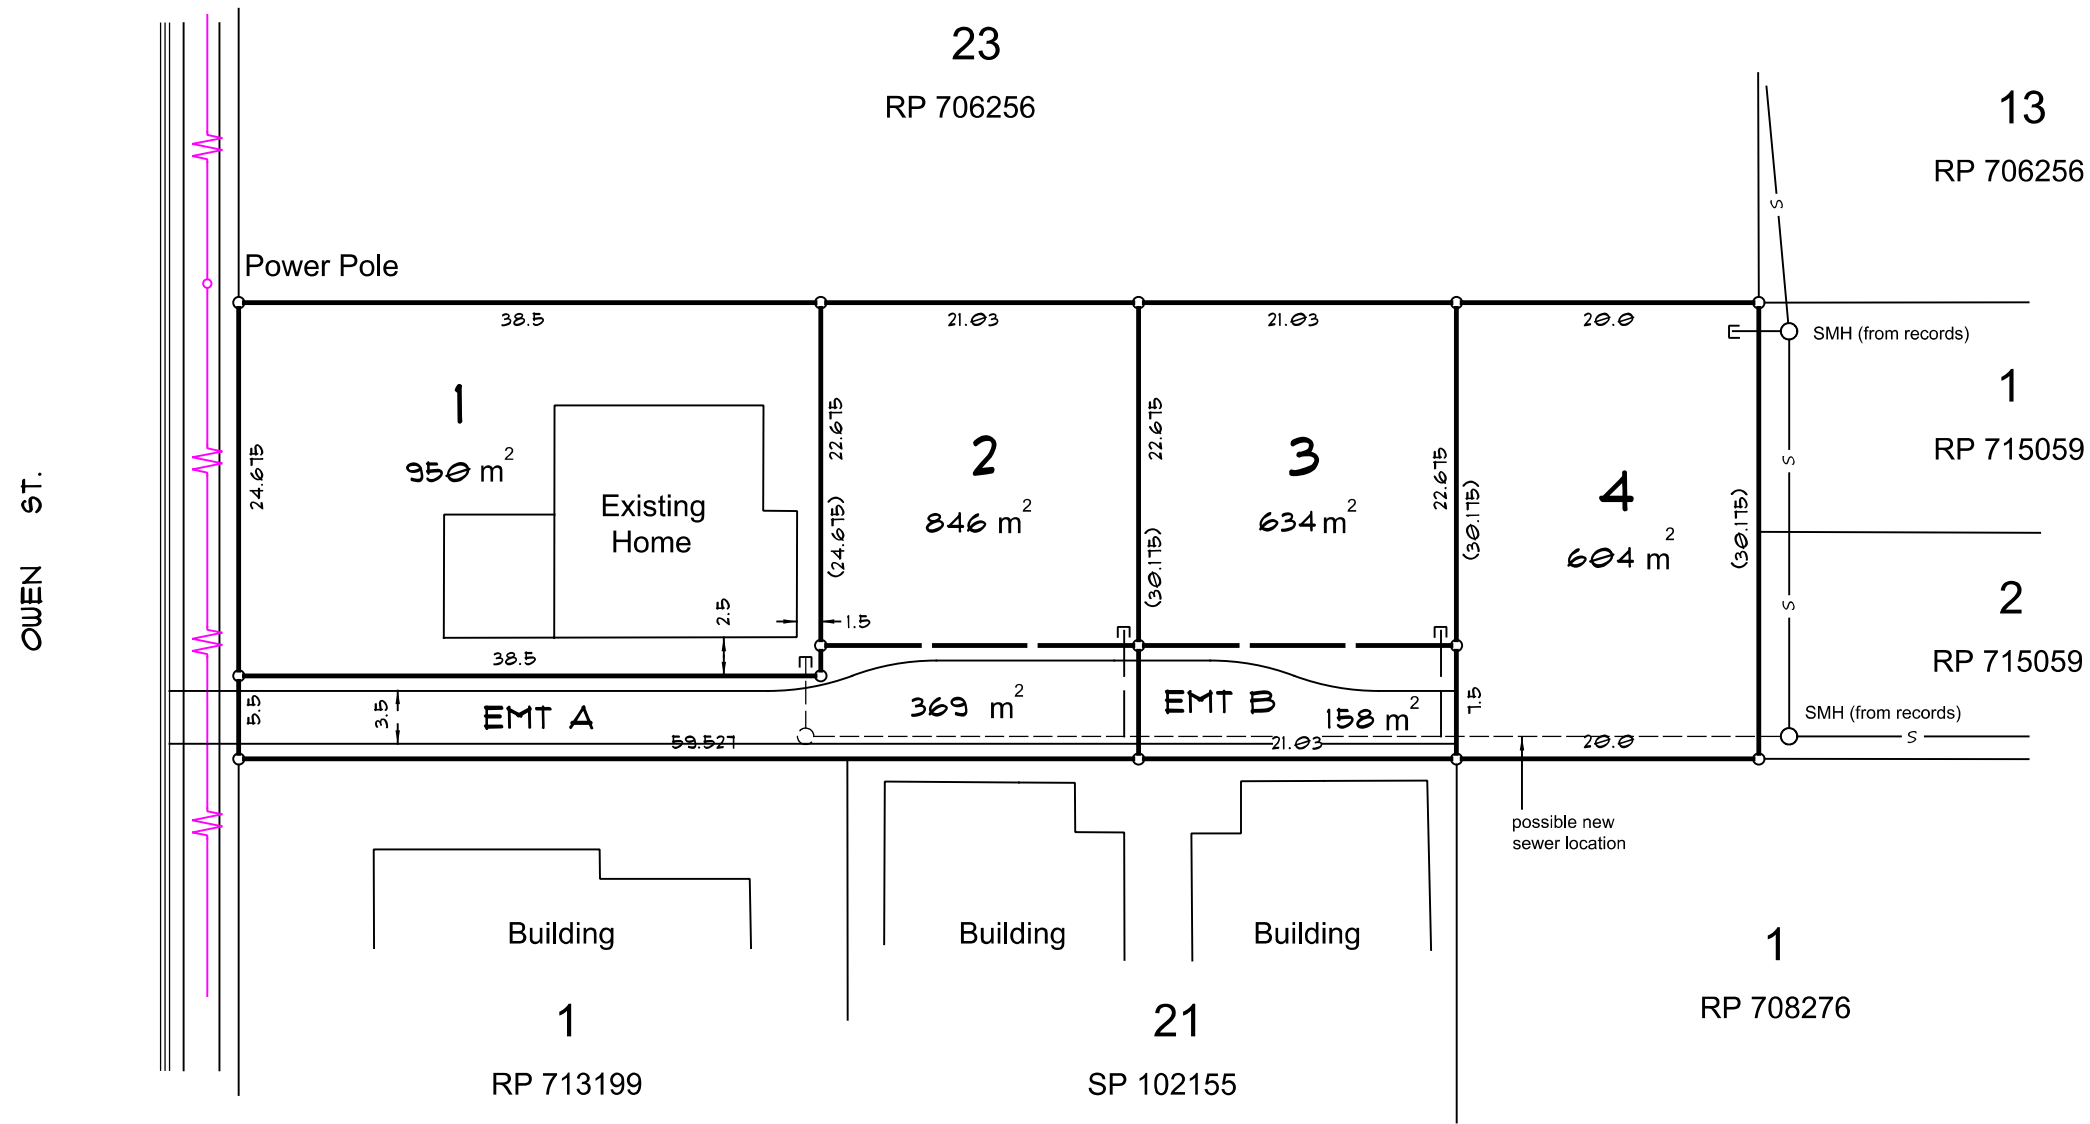 23
RP 706256
13
RP 706256
Power Pole
38.5
21.03
21.03
20.0
SMH (from records)
1
950 m²
24.675
Existing
Home
22.675
(24.675)
2
846 m²
22.675
(30.175)
3
634 m²
22.675
(30.175)
4
604 m²
(30.175)
S
S
S
1
RP 715059
2
RP 715059
OWEN ST.
2.5
1.5
38.5
5.5
3.5
EMT A
59.527
369 m²
EMT B
158 m²
21.03
7.5
20.0
SMH (from records)
S
possible new
sewer location
Building
Building
Building
1
RP 713199
21
SP 102155
1
RP 708276